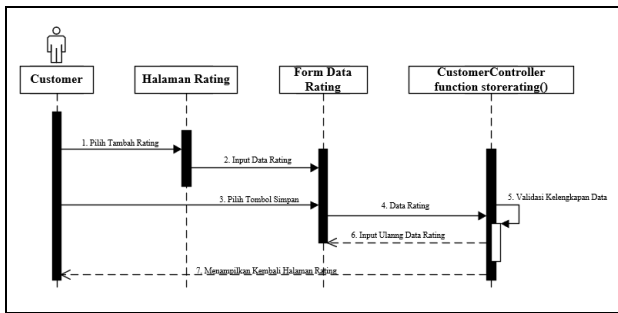 Customer
Halaman Rating
Form Data
Rating
CustomerController
function storerating()
1. Pilih Tambah Rating
2. Input Data Rating
3. Pilih Tombol Simpan
4. Data Rating
5. Validasi Kelengkapan Data
6. Input Ulanng Data Rating
7. Menampilkan Kembali Halaman Rating